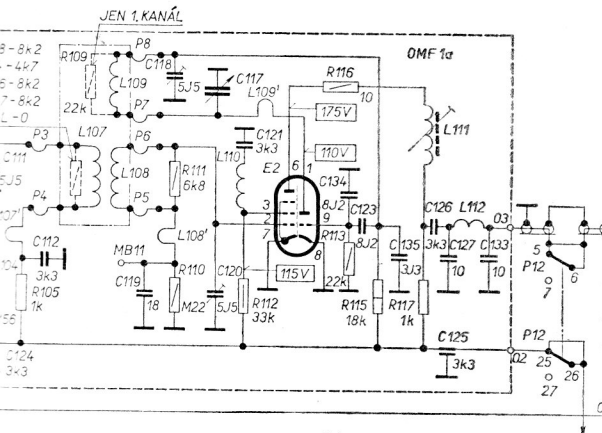 JEN 1. KANÁL
8-8k2
-4k7
6-8k2
7-8k2
L-0
R109
P8
C118
5J5
C117
L109
L109'
22k
P7
OMF 1a
R116
10
175V
L111
110V
P3
L107
P6
C111
5J5
L108
R111
6k8
L110
C121
3k3
E2
6
1
C134
8J2
3
2
7
9
8
P4
P5
L108'
R113
C123
8J2
C126
3k3
L112
03
C127
10
C133
10
C135
3J3
5
6
P12
7
C112
3k3
MB11
R110
M22
C120
5J5
115V
22k
R105
1k
C119
18
R112
33k
R115
18k
R117
1k
C124
3k3
C125
3k3
02
P12
25
26
27